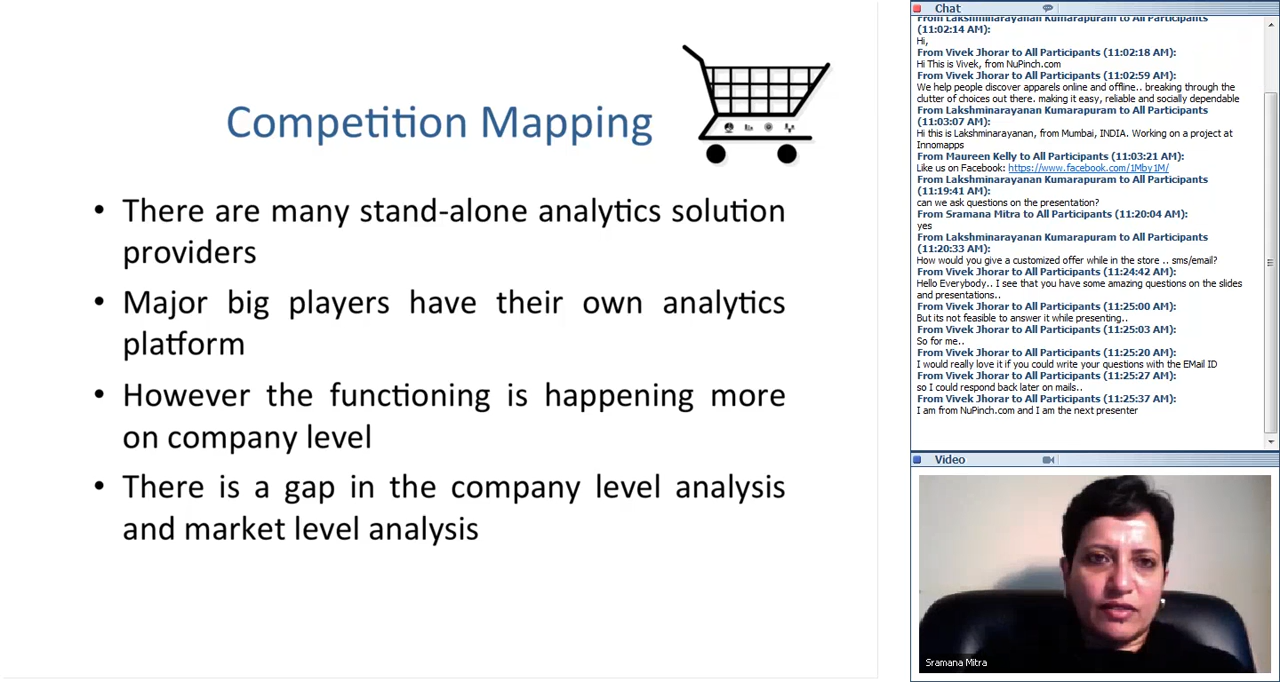 Competition Mapping
• There are many stand-alone analytics solution
providers
• Major big players have their own analytics
platform
• However the functioning is happening more
on company level
• There is a gap in the company level analysis
and market level analysis
Chat
From Lakshminarayanan Kumarapuram to All Participants
(11:02:14 AM):
Hi,
From Vivek Jhorar to All Participants (11:02:18 AM):
Hi This is Vivek, from NuPinch.com
From Vivek Jhorar to All Participants (11:02:59 AM):
We help people discover apparels online and offline.. breaking through the
clutter of choices out there. making it easy, reliable and socially dependable
From Lakshminarayanan Kumarapuram to All Participants
(11:03:07 AM):
Hi this is Lakshminarayanan, from Mumbai, INDIA. Working on a project at
Innomapps
From Maureen Kelly to All Participants (11:03:21 AM):
Like us on Facebook: https://www.facebook.com/1Mby1M/
From Lakshminarayanan Kumarapuram to All Participants
(11:19:41 AM):
can we ask questions on the presentation?
From Sramana Mitra to All Participants (11:20:04 AM):
yes
From Lakshminarayanan Kumarapuram to All Participants
(11:20:33 AM):
How would you give a customized offer while in the store .. sms/email?
From Vivek Jhorar to All Participants (11:24:42 AM):
Hello Everybody.. I see that you have some amazing questions on the slides
and presentations..
From Vivek Jhorar to All Participants (11:25:00 AM):
But its not feasible to answer it while presenting..
From Vivek Jhorar to All Participants (11:25:03 AM):
So for me..
From Vivek Jhorar to All Participants (11:25:20 AM):
I would really love it if you could write your questions with the EMail ID
From Vivek Jhorar to All Participants (11:25:27 AM):
so I could respond back later on mails..
From Vivek Jhorar to All Participants (11:25:37 AM):
I am from NuPinch.com and I am the next presenter
Video
Sramana Mitra